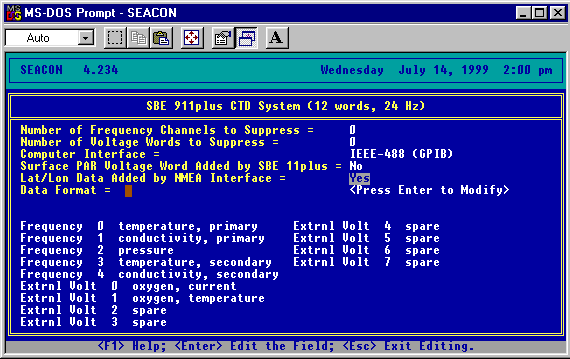 MS-DOS Prompt - SEACON
Auto
A
SEACON 4.234 Wednesday July 14, 1999 2:00 pm
SBE 911plus CTD System (12 words, 24 Hz)
Number of Frequency Channels to Suppress = 0
Number of Voltage Words to Suppress = 0
Computer Interface = IEEE-488 (GPIB)
Surface PAR Voltage Word Added by SBE 11plus = No
Lat/Lon Data Added by NMEA Interface = Yes
Data Format = <Press Enter to Modify>
Frequency 0 temperature, primary Extrnl Volt 4 spare
Frequency 1 conductivity, primary Extrnl Volt 5 spare
Frequency 2 pressure Extrnl Volt 6 spare
Frequency 3 temperature, secondary Extrnl Volt 7 spare
Frequency 4 conductivity, secondary
Extrnl Volt 0 oxygen, current
Extrnl Volt 1 oxygen, temperature
Extrnl Volt 2 spare
Extrnl Volt 3 spare
<F1> Help; <Enter> Edit the Field; <Esc> Exit Editing.